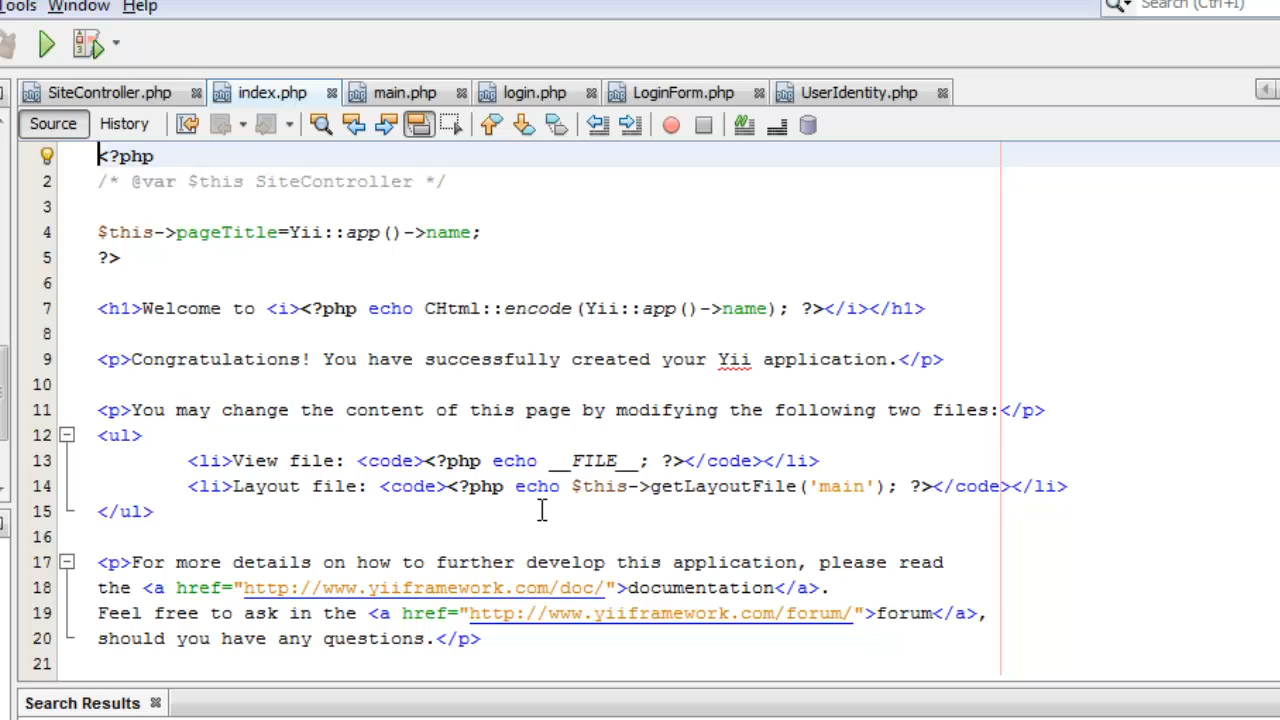 Tools Window Help
Search (Ctrl+I)
SiteController.php index.php main.php login.php LoginForm.php UserIdentity.php
Source History
<?php
2 /* @var $this SiteController */
3
4 $this->pageTitle=Yii::app()->name;
5 ?>
6
7 <h1>Welcome to <i><?php echo CHtml::encode(Yii::app()->name); ?></i></h1>
8
9 <p>Congratulations! You have successfully created your Yii application.</p>
10
11 <p>You may change the content of this page by modifying the following two files:</p>
12 <ul>
13 <li>View file: <code><?php echo __FILE__; ?></code></li>
14 <li>Layout file: <code><?php echo $this->getLayoutFile('main'); ?></code></li>
15 </ul>
16
17 <p>For more details on how to further develop this application, please read
18 the <a href="http://www.yiiframework.com/doc/">documentation</a>.
19 Feel free to ask in the <a href="http://www.yiiframework.com/forum/">forum</a>,
20 should you have any questions.</p>
21
Search Results